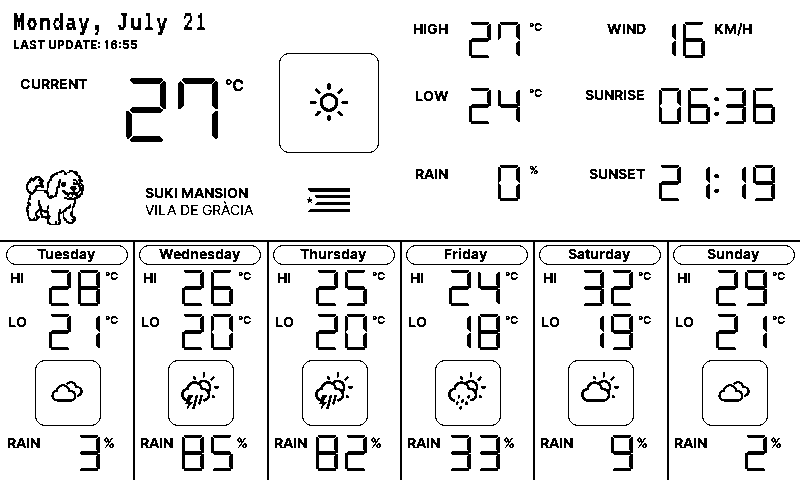 Monday, July 21
LAST UPDATE: 16:55
CURRENT 27 °C
HIGH 27 °C
LOW 24 °C
RAIN 0 %
WIND 16 KM/H
SUNRISE 06:36
SUNSET 21:19
SUKI MANSION
VILA DE GRÀCIA
Tuesday
HI 28 °C
LO 21 °C
RAIN 3 %
Wednesday
HI 26 °C
LO 20 °C
RAIN 85 %
Thursday
HI 25 °C
LO 20 °C
RAIN 82 %
Friday
HI 24 °C
LO 18 °C
RAIN 33 %
Saturday
HI 32 °C
LO 19 °C
RAIN 9 %
Sunday
HI 29 °C
LO 21 °C
RAIN 2 %